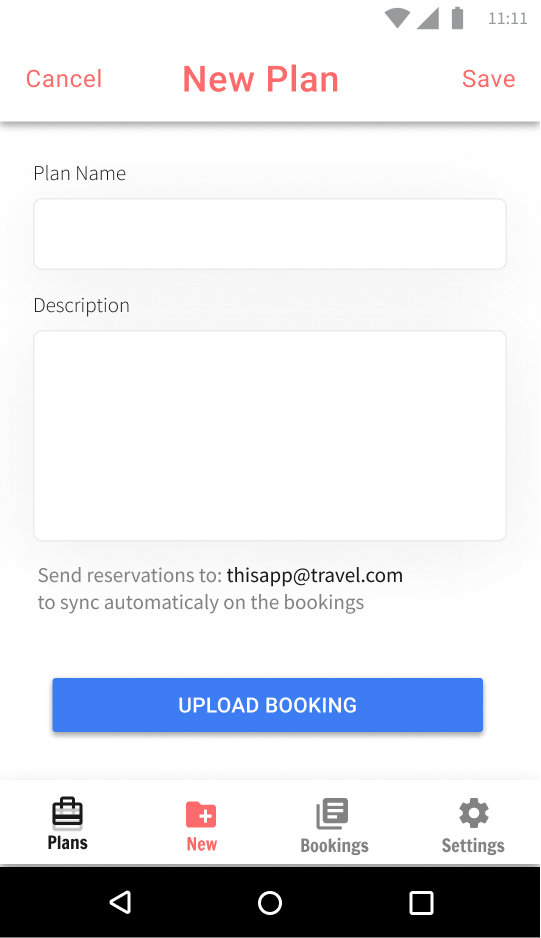 11:11
Cancel New Plan Save
Plan Name
Description
Send reservations to: thisapp@travel.com
to sync automaticaly on the bookings
UPLOAD BOOKING
Plans New Bookings Settings